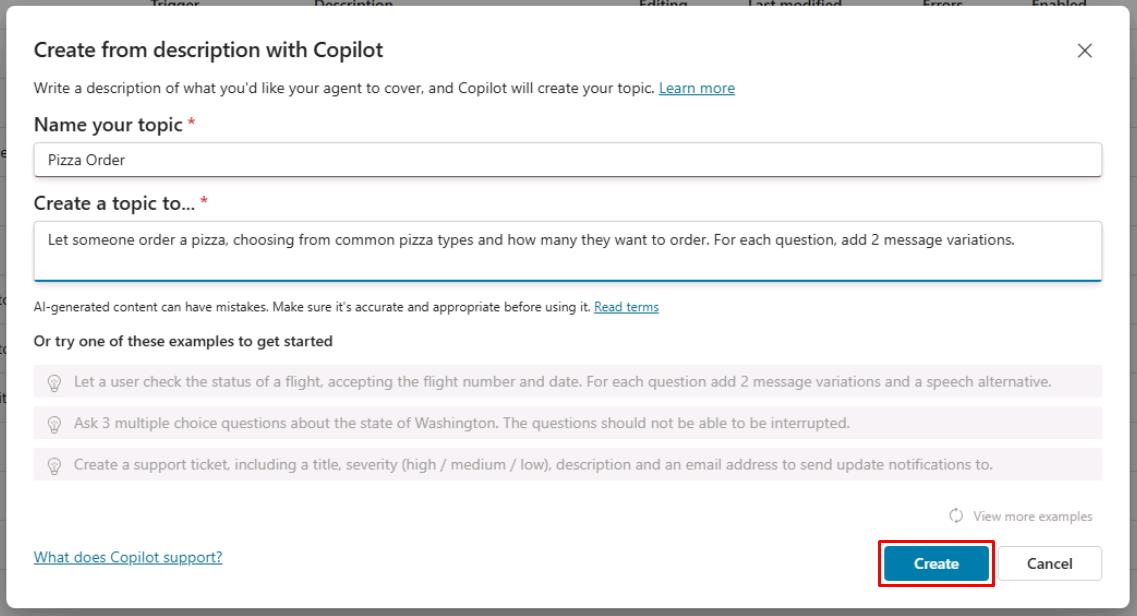 Trigger Description Editing Last modified Errors Enabled
Create from description with Copilot
Write a description of what you'd like your agent to cover, and Copilot will create your topic. Learn more
Name your topic *
Pizza Order
Create a topic to... *
Let someone order a pizza, choosing from common pizza types and how many they want to order. For each question, add 2 message variations.
AI-generated content can have mistakes. Make sure it's accurate and appropriate before using it. Read terms
Or try one of these examples to get started
Let a user check the status of a flight, accepting the flight number and date. For each question add 2 message variations and a speech alternative.
Ask 3 multiple choice questions about the state of Washington. The questions should not be able to be interrupted.
Create a support ticket, including a title, severity (high / medium / low), description and an email address to send update notifications to.
View more examples
What does Copilot support?
Create
Cancel